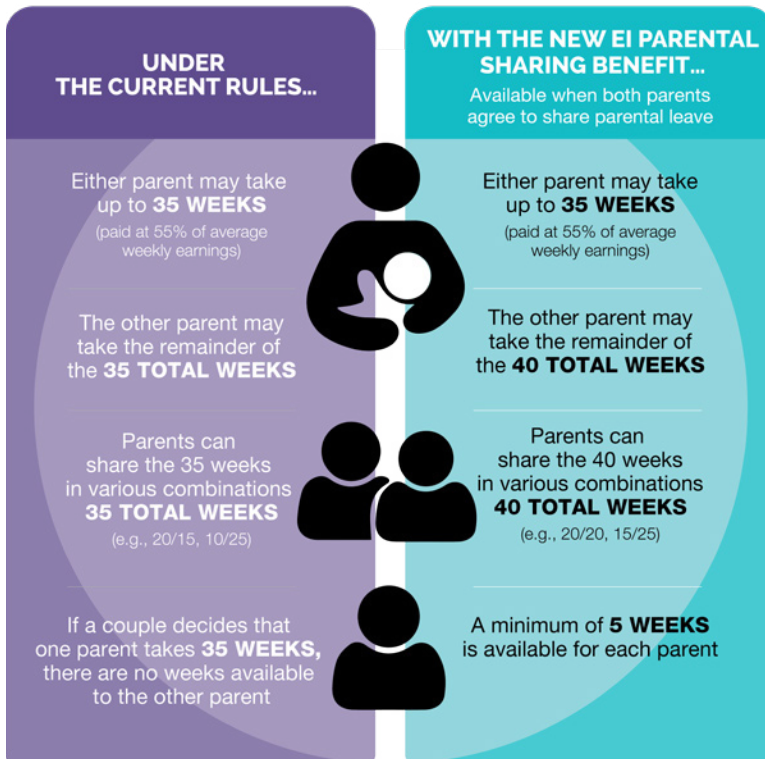 UNDER
THE CURRENT RULES...
Either parent may take
up to 35 WEEKS
(paid at 55% of average
weekly earnings)
The other parent may
take the remainder of
the 35 TOTAL WEEKS
Parents can
share the 35 weeks
in various combinations
35 TOTAL WEEKS
(e.g., 20/15, 10/25)
If a couple decides that
one parent takes 35 WEEKS,
there are no weeks available
to the other parent
WITH THE NEW EI PARENTAL
SHARING BENEFIT...
Available when both parents
agree to share parental leave
Either parent may take
up to 35 WEEKS
(paid at 55% of average
weekly earnings)
The other parent may
take the remainder of
the 40 TOTAL WEEKS
Parents can
share the 40 weeks
in various combinations
40 TOTAL WEEKS
(e.g., 20/20, 15/25)
A minimum of 5 WEEKS
is available for each parent